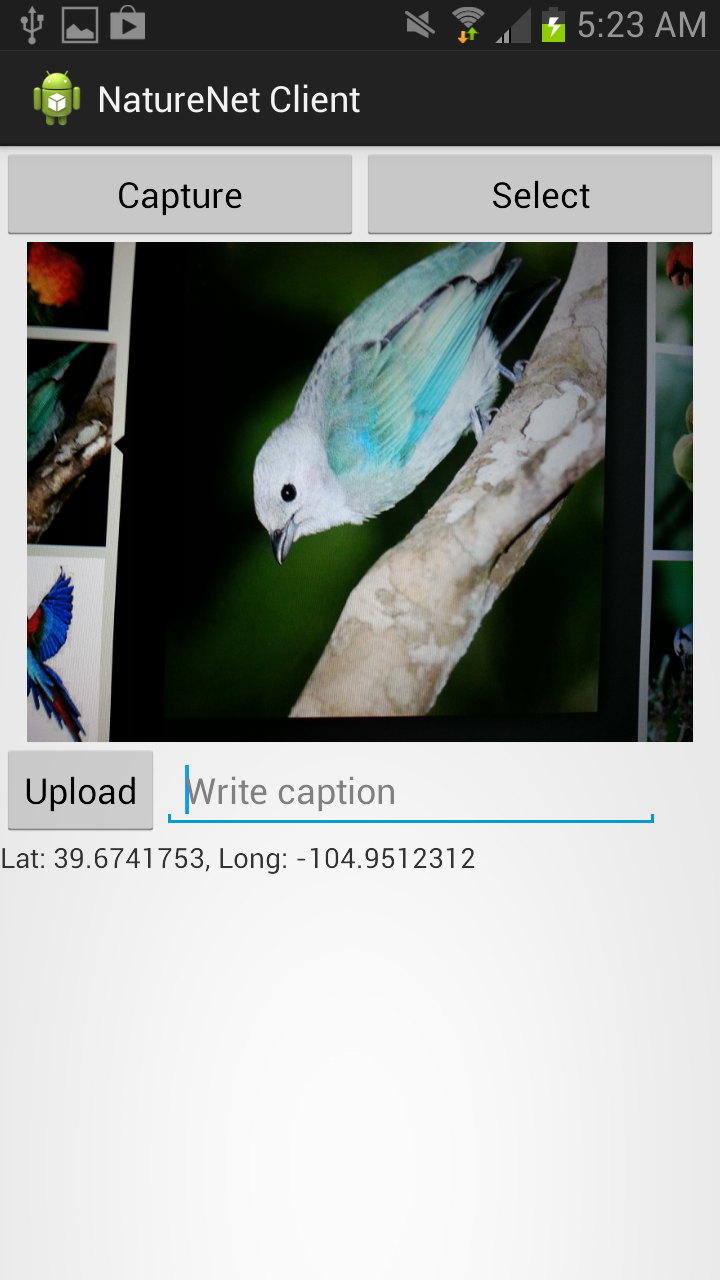 5:23 AM
NatureNet Client
Capture Select
Upload Write caption
Lat: 39.6741753, Long: -104.9512312